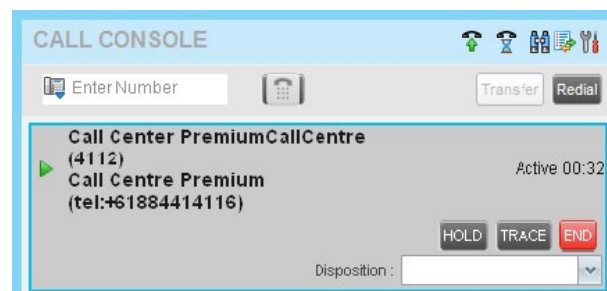 CALL CONSOLE
Enter Number
Transfer
Redial
Call Center PremiumCallCentre
(4112)
Call Centre Premium
(tel:+61884414116)
Active 00:32
HOLD
TRACE
END
Disposition :